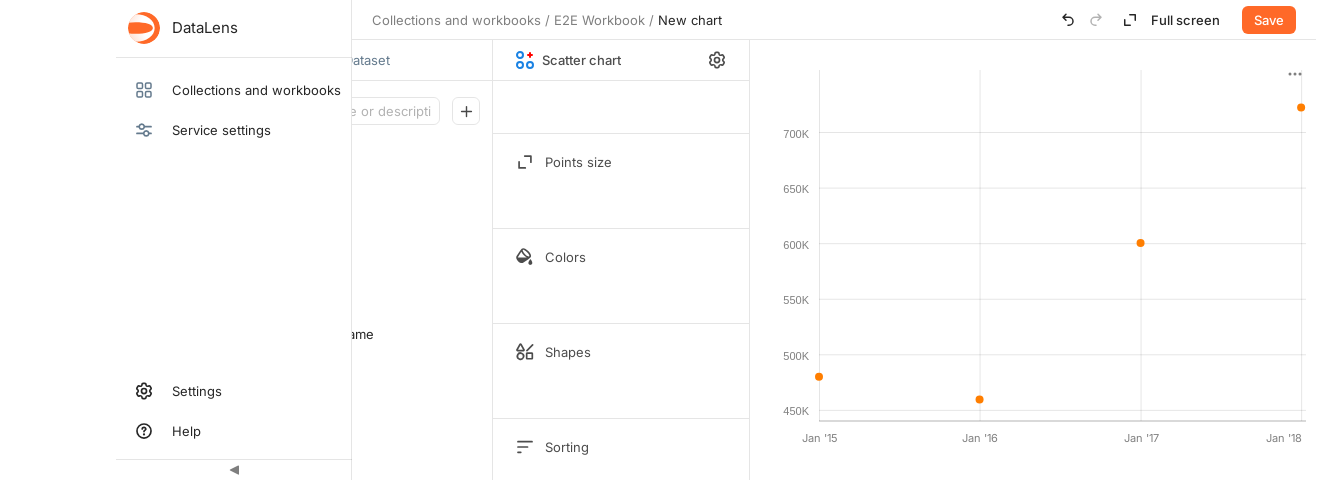 DataLens
Collections and workbooks
Service settings
Settings
Help
Collections and workbooks / E2E Workbook / New chart
Full screen
Save
ataset
Scatter chart
e or descripti
Points size
Colors
ame
Shapes
Sorting
700K
650K
600K
550K
500K
450K
Jan '15
Jan '16
Jan '17
Jan '18